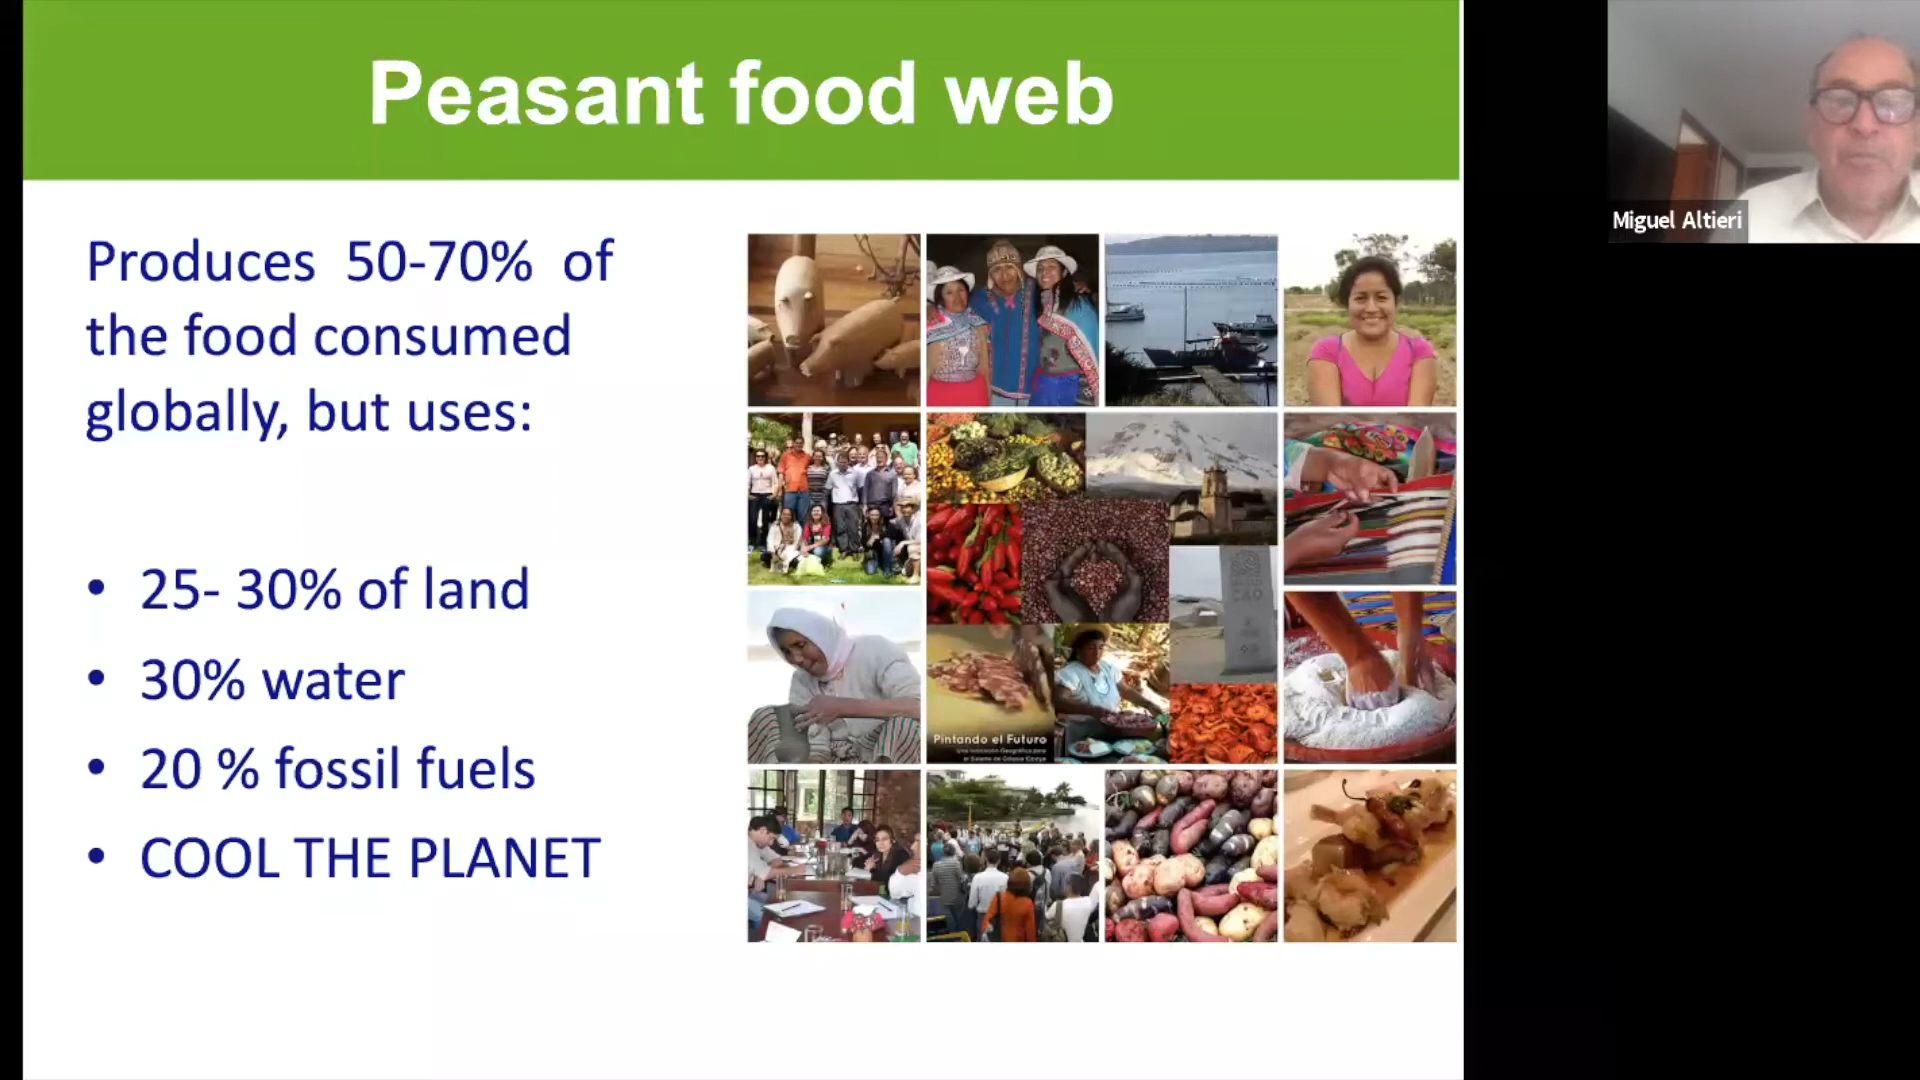 Peasant food web
Miguel Altieri
Produces 50-70% of
the food consumed
globally, but uses:
• 25- 30% of land
• 30% water
• 20 % fossil fuels
• COOL THE PLANET
CAO
Pintando el Futuro